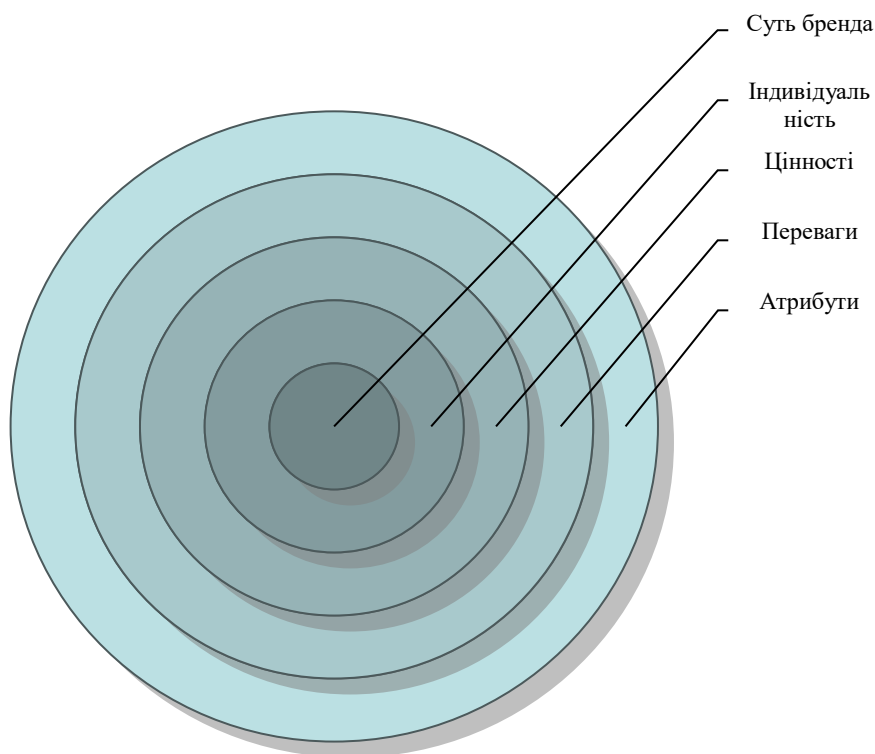 Суть бренда
Індивідуаль
ність
Цінності
Переваги
Атрибути